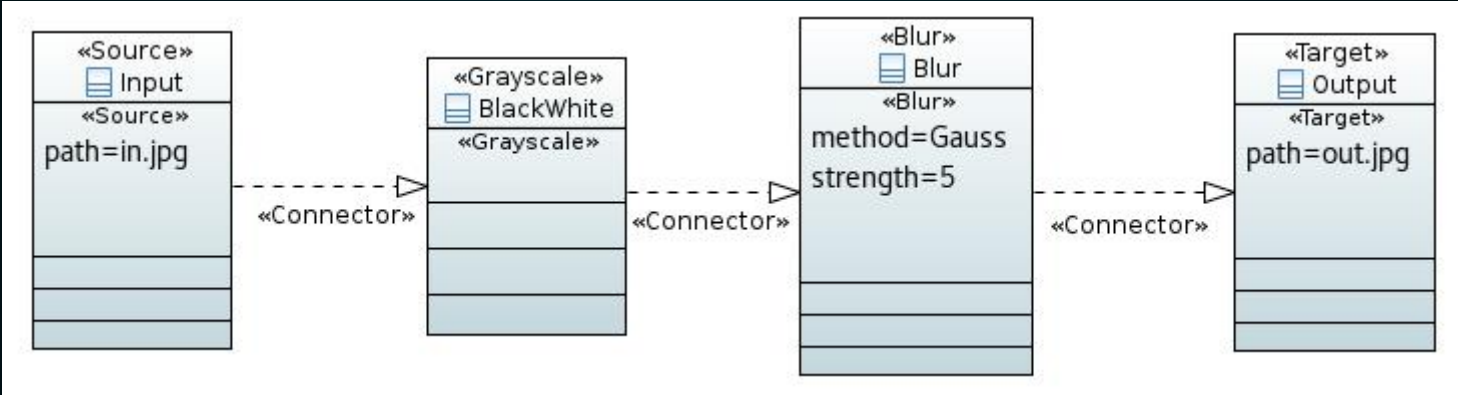 «Source»
Input
«Source»
path=in.jpg
«Connector»
«Grayscale»
BlackWhite
«Grayscale»
«Connector»
«Blur»
Blur
«Blur»
method=Gauss
strength=5
«Connector»
«Target»
Output
«Target»
path=out.jpg